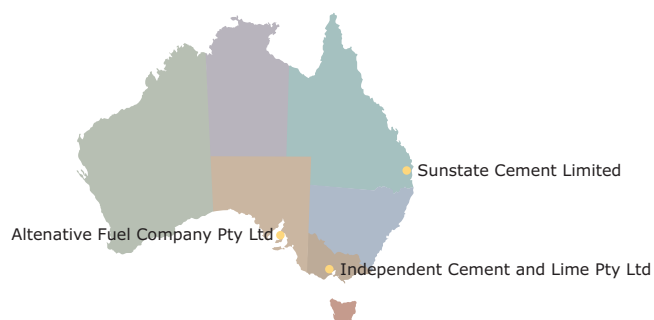 Sunstate Cement Limited
Altenative Fuel Company Pty Ltd
Independent Cement and Lime Pty Ltd